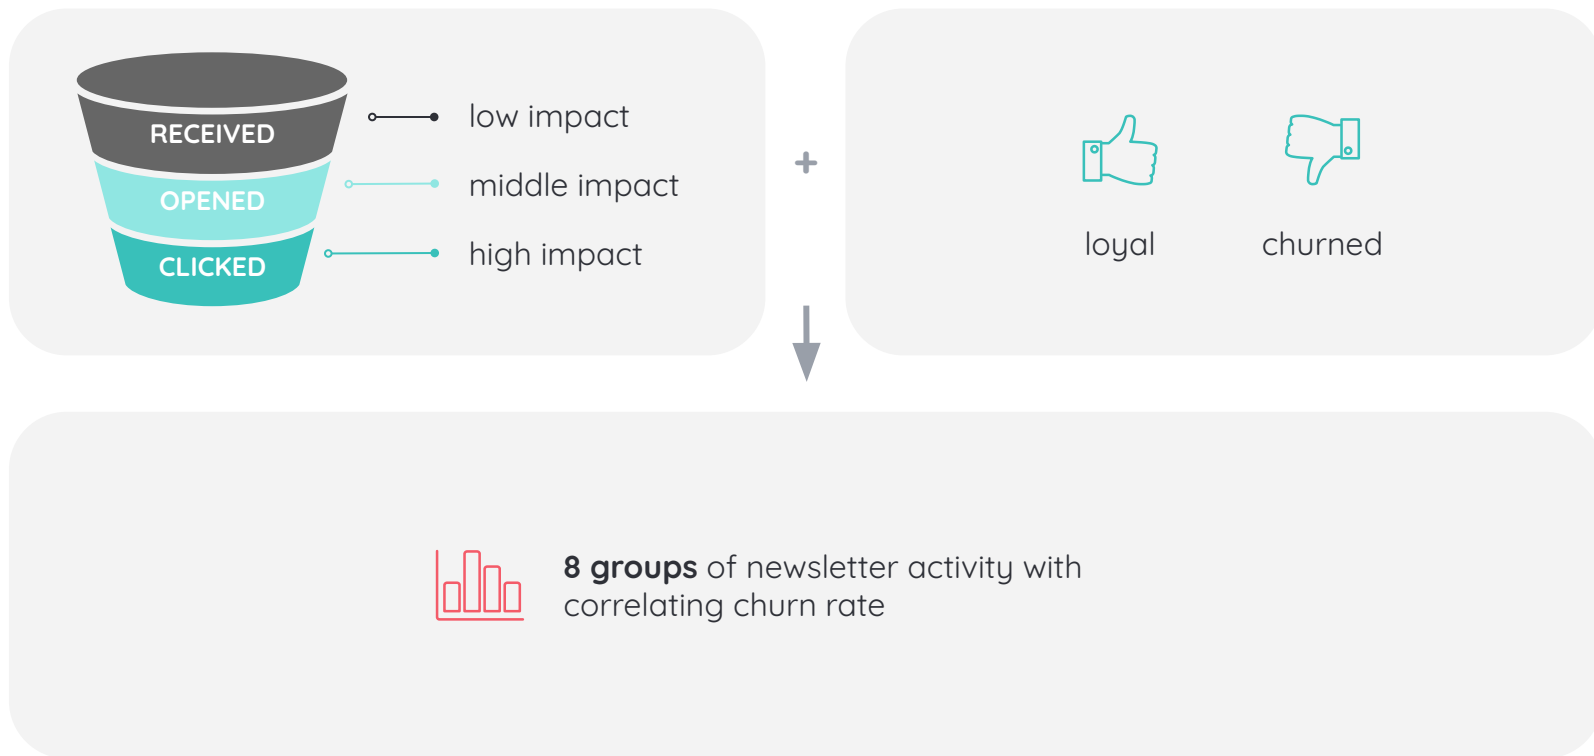 RECEIVED
low impact
OPENED
middle impact
CLICKED
high impact
+
loyal
churned
8 groups of newsletter activity with
correlating churn rate